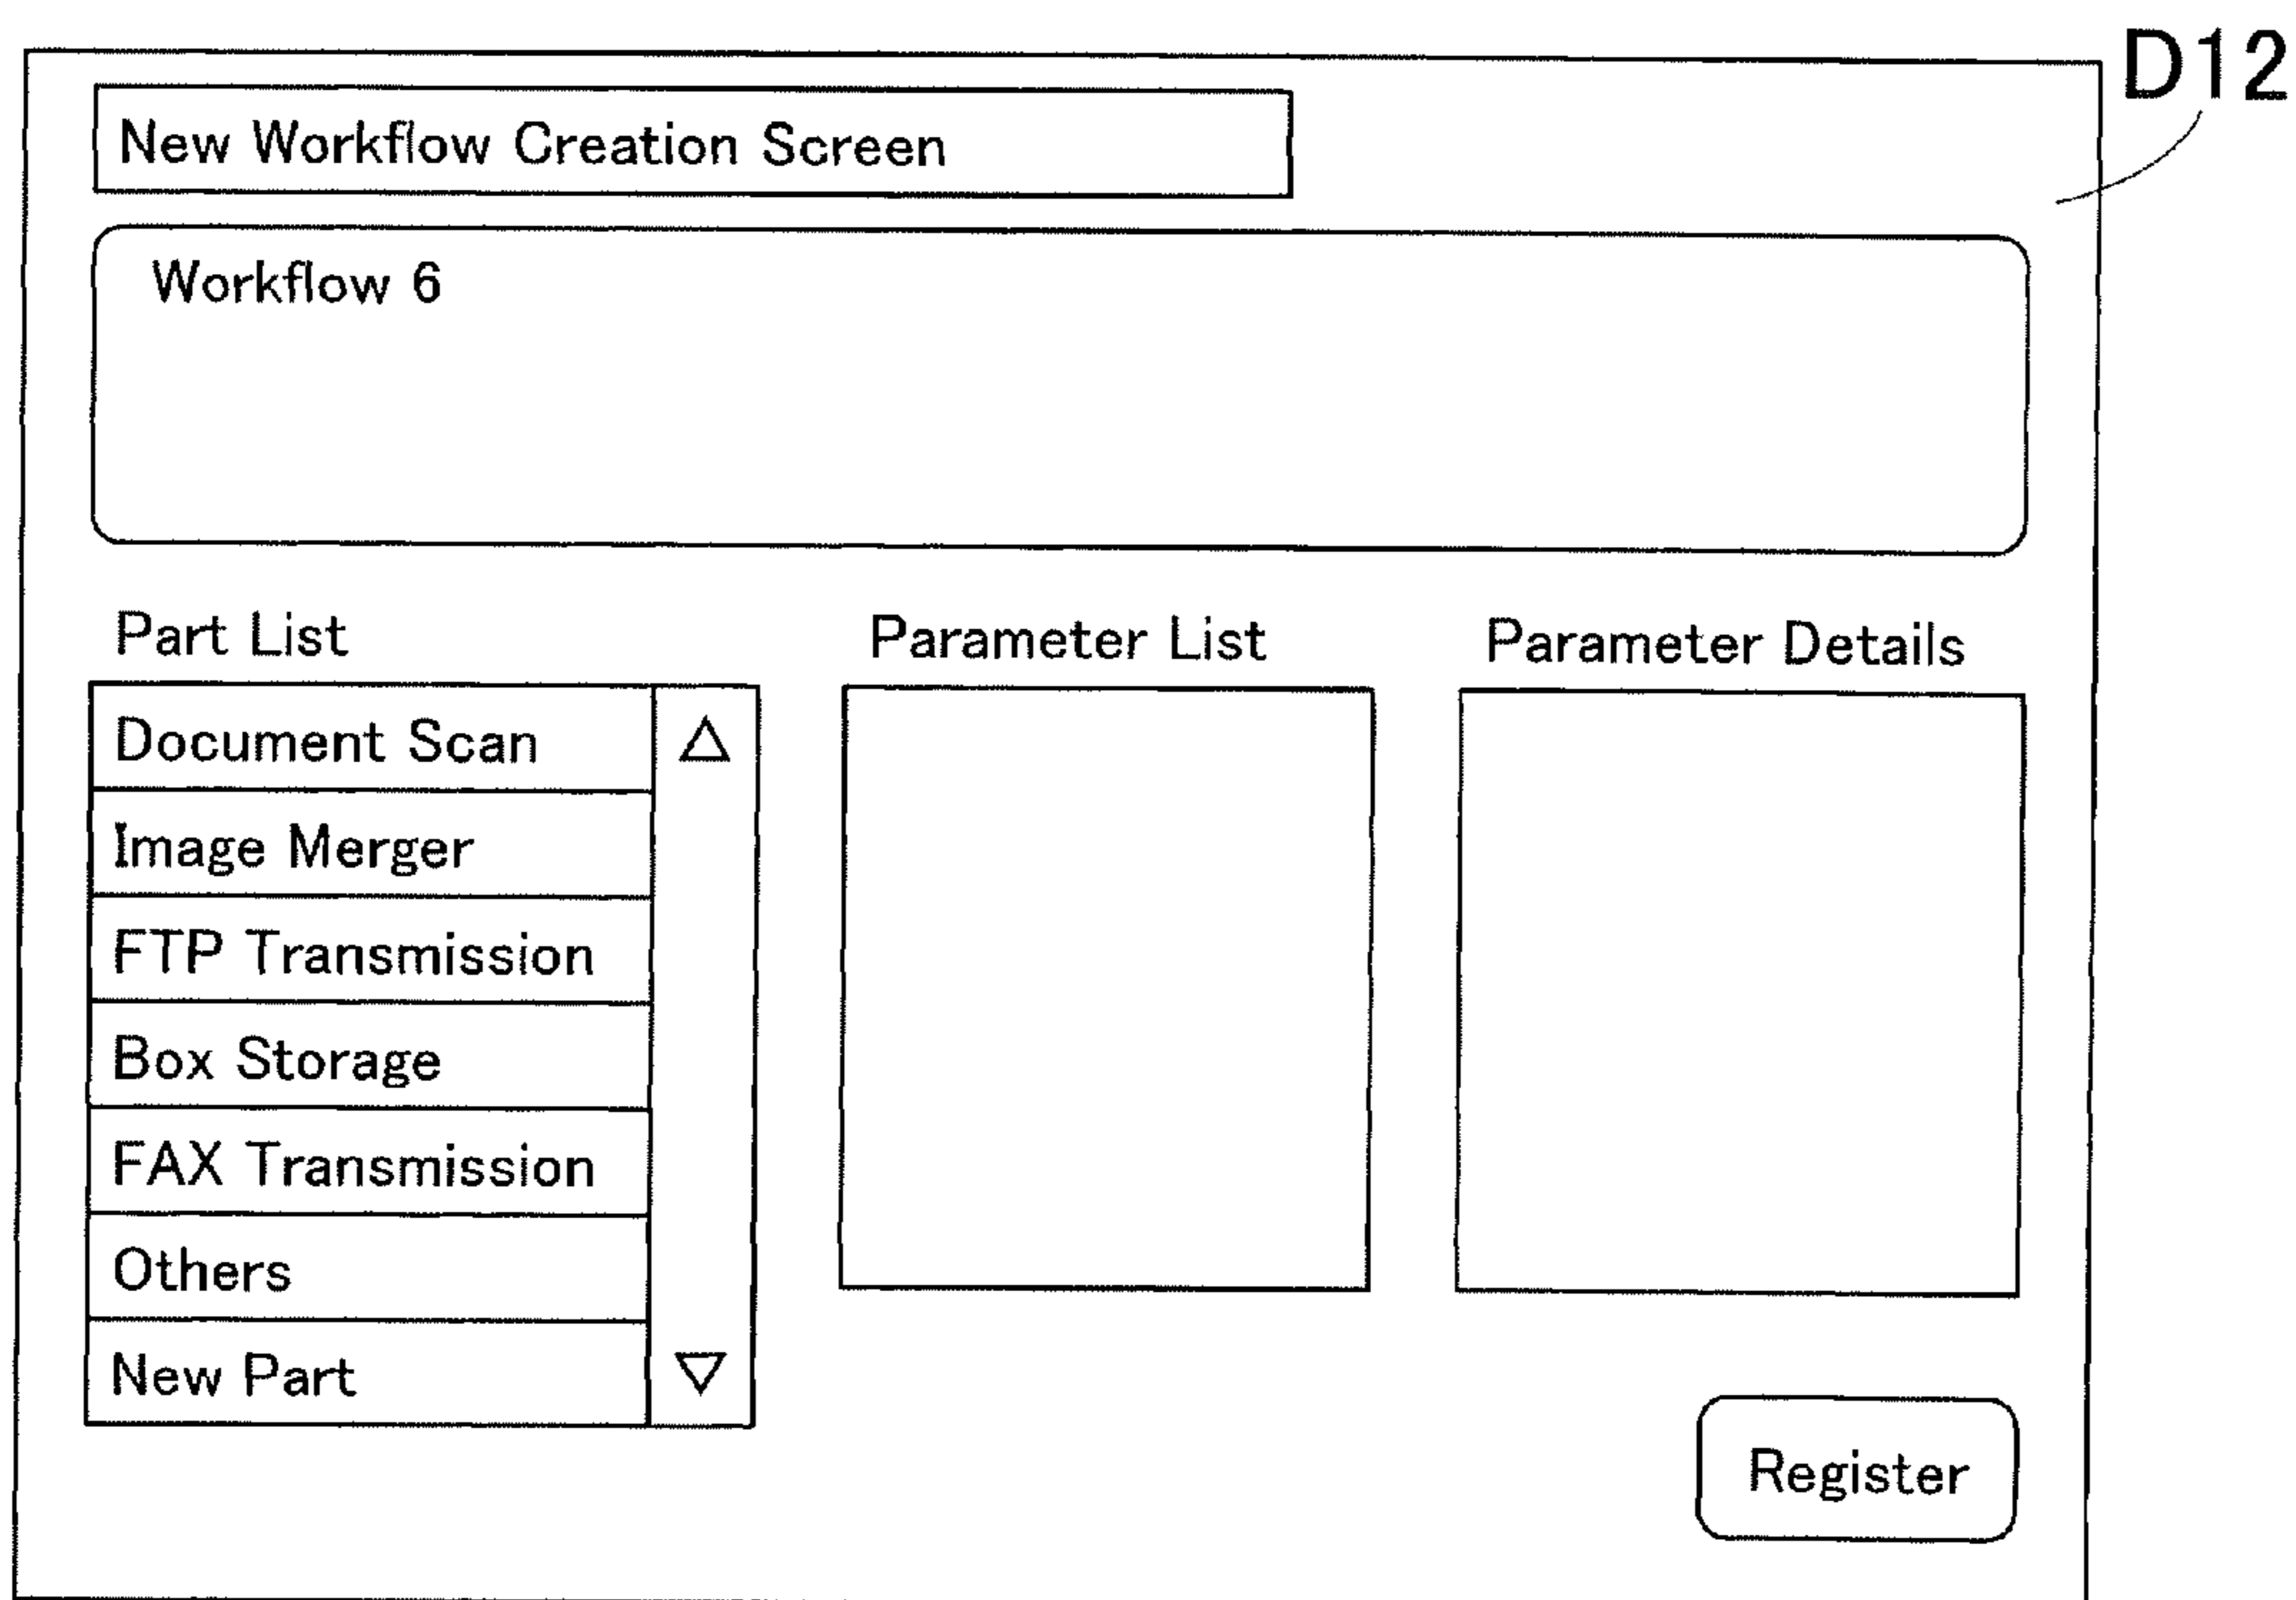 D12
New Workflow Creation Screen
Workflow 6
Part List
Document Scan
Image Merger
FTP Transmission
Box Storage
FAX Transmission
Others
New Part
Parameter List
Parameter Details
Register